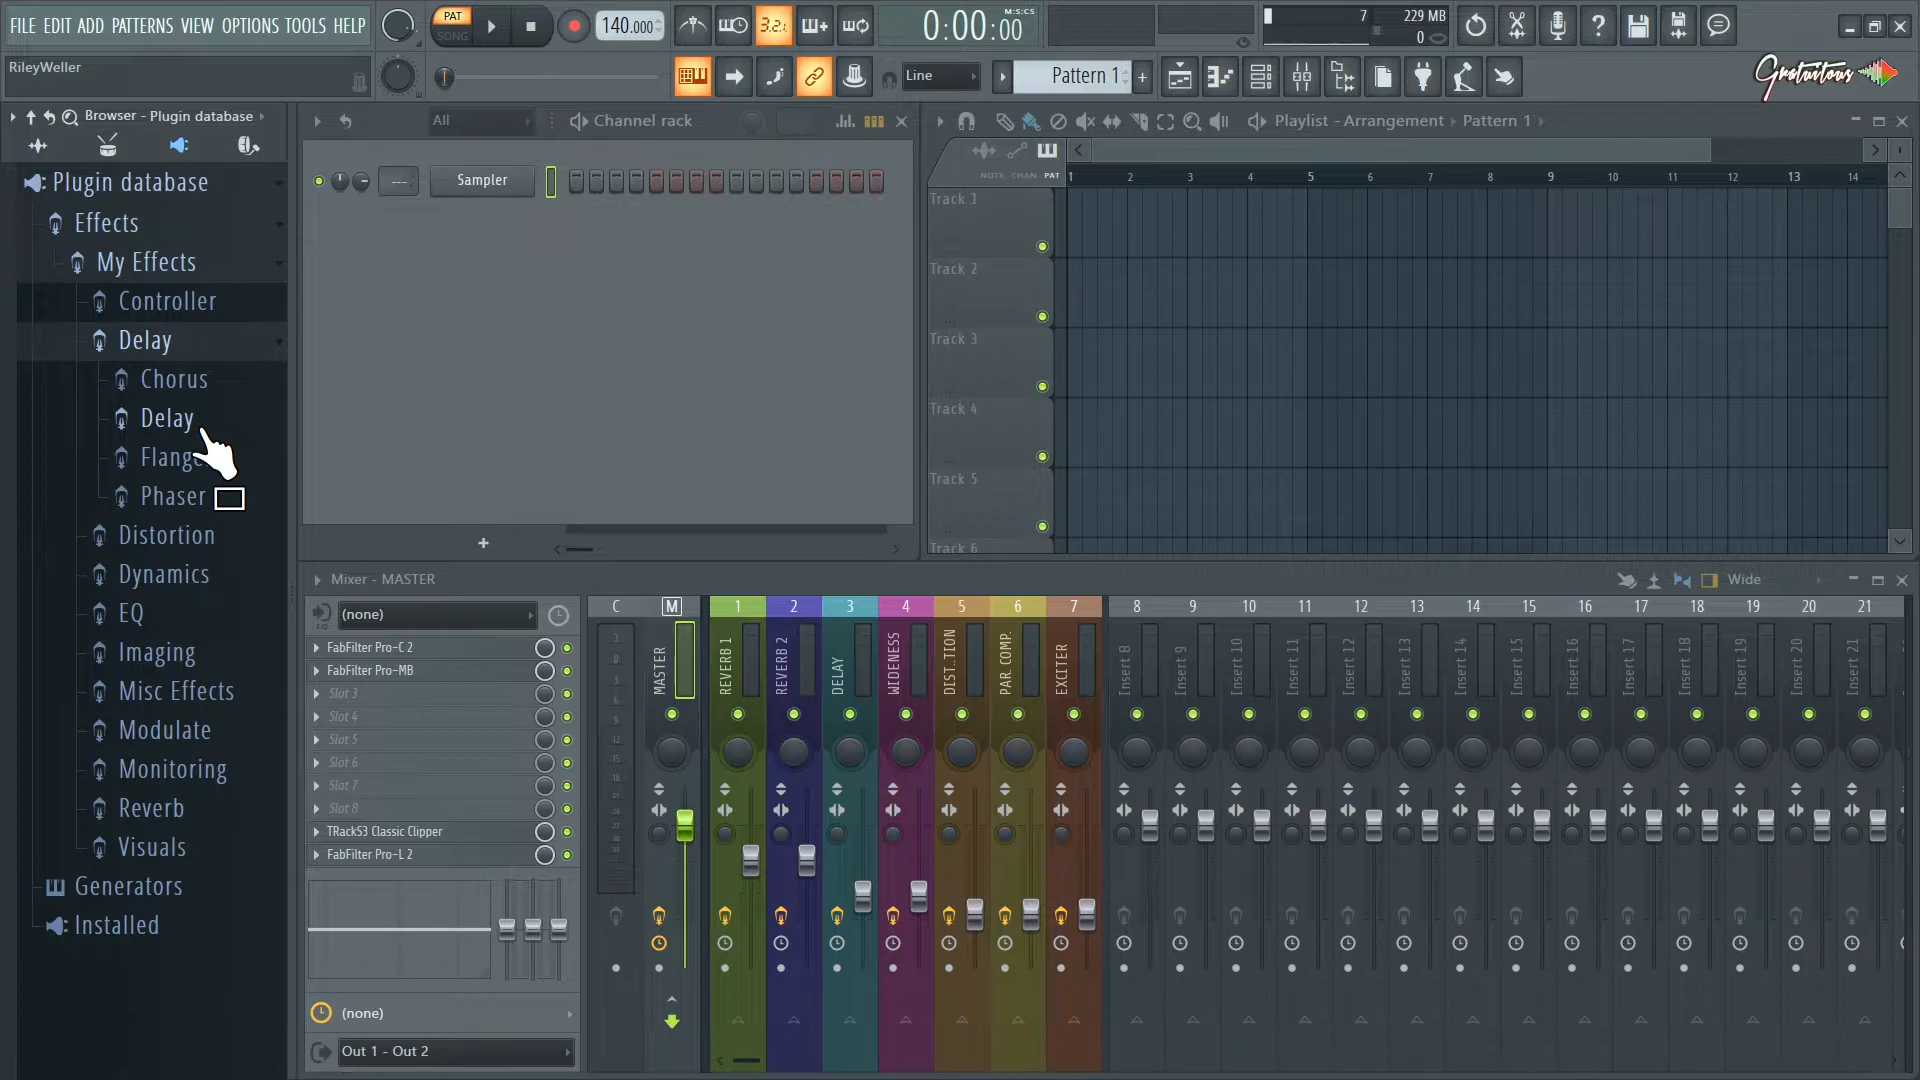 FILE EDIT ADD PATTERNS VIEW OPTIONS TOOLS HELP
PAT
SONG
140.000
3.2.
0:00:00
M:S:CS
7
229 MB
0
RileyWeller
Line
Pattern 1
Gratuitous
Browser - Plugin database
Plugin database
Effects
My Effects
Controller
Delay
Chorus
Delay
Flange
Phaser
Distortion
Dynamics
EQ
Imaging
Misc Effects
Modulate
Monitoring
Reverb
Visuals
Generators
Installed
All
Channel rack
---
Sampler
+
Playlist - Arrangement > Pattern 1
NOTE CHAN PAT
1 2 3 4 5 6 7 8 9 10 11 12 13 14
Track 1
Track 2
Track 3
Track 4
Track 5
Track 6
Mixer - MASTER
Wide
(none)
FabFilter Pro-C 2
FabFilter Pro-MB
Slot 3
Slot 4
Slot 5
Slot 6
Slot 7
Slot 8
TRackS3 Classic Clipper
FabFilter Pro-L 2
(none)
Out 1 - Out 2
C M 1 2 3 4 5 6 7 8 9 10 11 12 13 14 15 16 17 18 19 20 21
MASTER
REVERB 1
REVERB 2
DELAY
WIDENESS
DIST..TION
PAR. COMP.
EXCITER
Insert 8
Insert 9
Insert 10
Insert 11
Insert 12
Insert 13
Insert 14
Insert 15
Insert 16
Insert 17
Insert 18
Insert 19
Insert 20
Insert 21